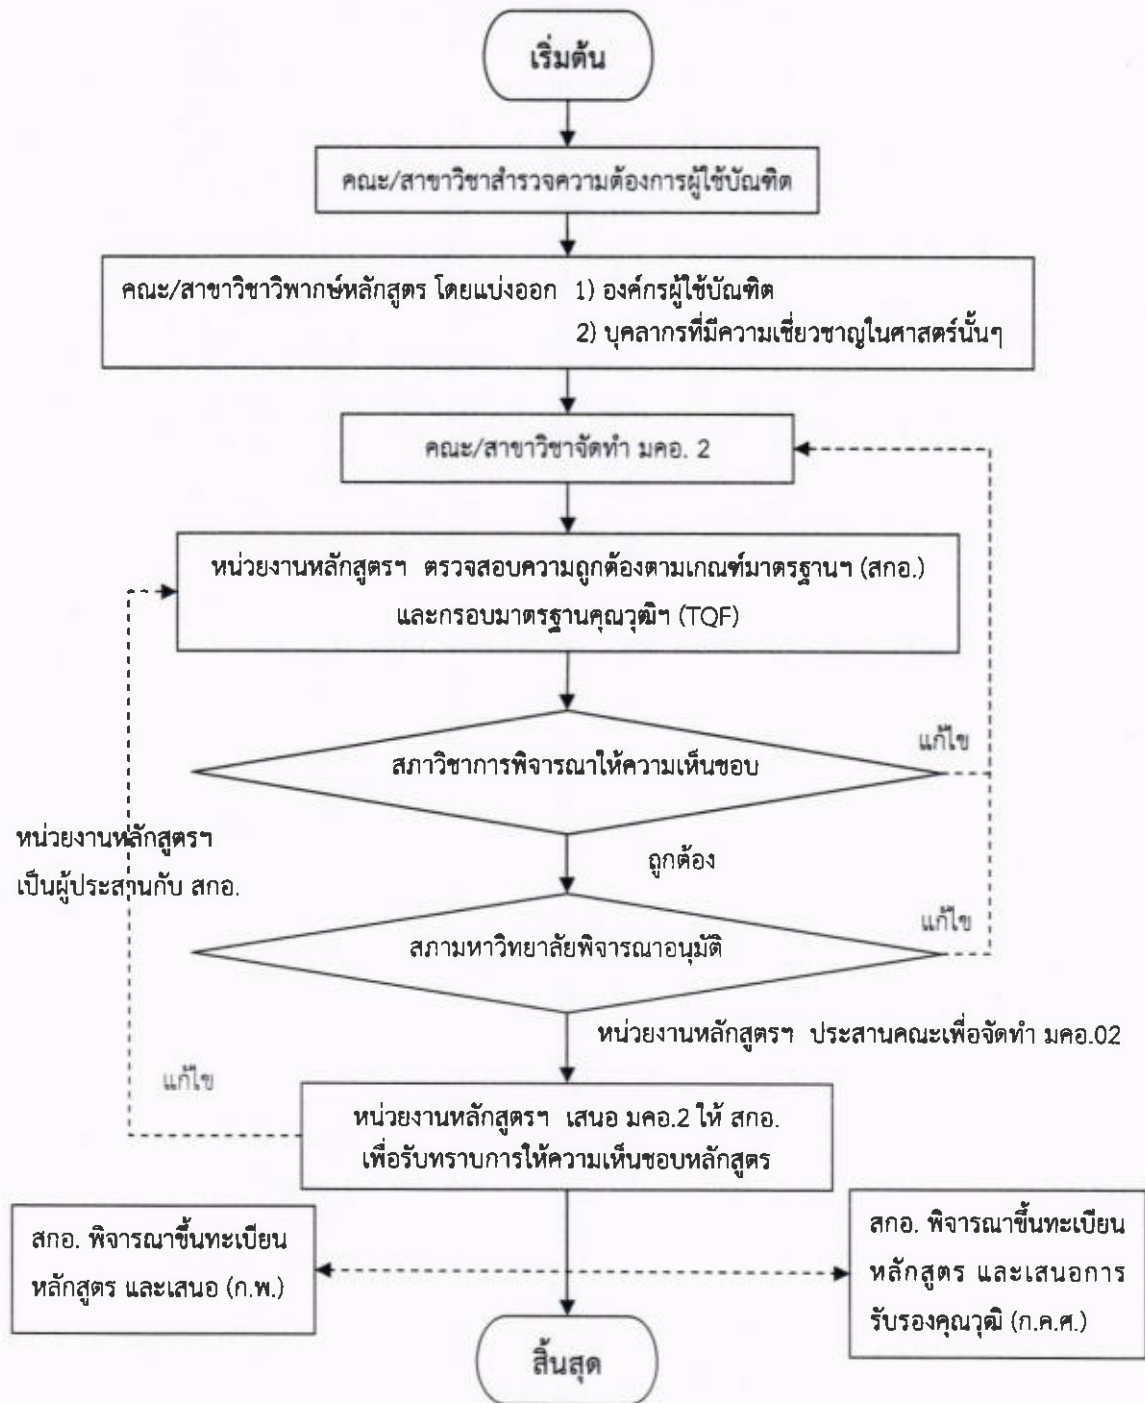 เริ่มต้น
คณะ/สาขาวิชาสำรวจความต้องการผู้ใช้บัณฑิต
คณะ/สาขาวิชาวิพากษ์หลักสูตร โดยแบ่งออก 1) องค์กรผู้ใช้บัณฑิต
2) บุคลากรที่มีความเชี่ยวชาญในศาสตร์นั้นๆ
คณะ/สาขาวิชาจัดทำ มคอ. 2
หน่วยงานหลักสูตรฯ ตรวจสอบความถูกต้องตามเกณฑ์มาตรฐานฯ (สกอ.)
และกรอบมาตรฐานคุณวุฒิฯ (TQF)
สภาวิชาการพิจารณาให้ความเห็นชอบ
แก้ไข
หน่วยงานหลักสูตรฯ
เป็นผู้ประสานกับ สกอ.
ถูกต้อง
สภามหาวิทยาลัยพิจารณาอนุมัติ
แก้ไข
หน่วยงานหลักสูตรฯ ประสานคณะเพื่อจัดทำ มคอ.02
แก้ไข
หน่วยงานหลักสูตรฯ เสนอ มคอ.2 ให้ สกอ.
เพื่อรับทราบการให้ความเห็นชอบหลักสูตร
สกอ. พิจารณาขึ้นทะเบียน
หลักสูตร และเสนอ (ก.พ.)
สกอ. พิจารณาขึ้นทะเบียน
หลักสูตร และเสนอการ
รับรองคุณวุฒิ (ก.ค.ศ.)
สิ้นสุด